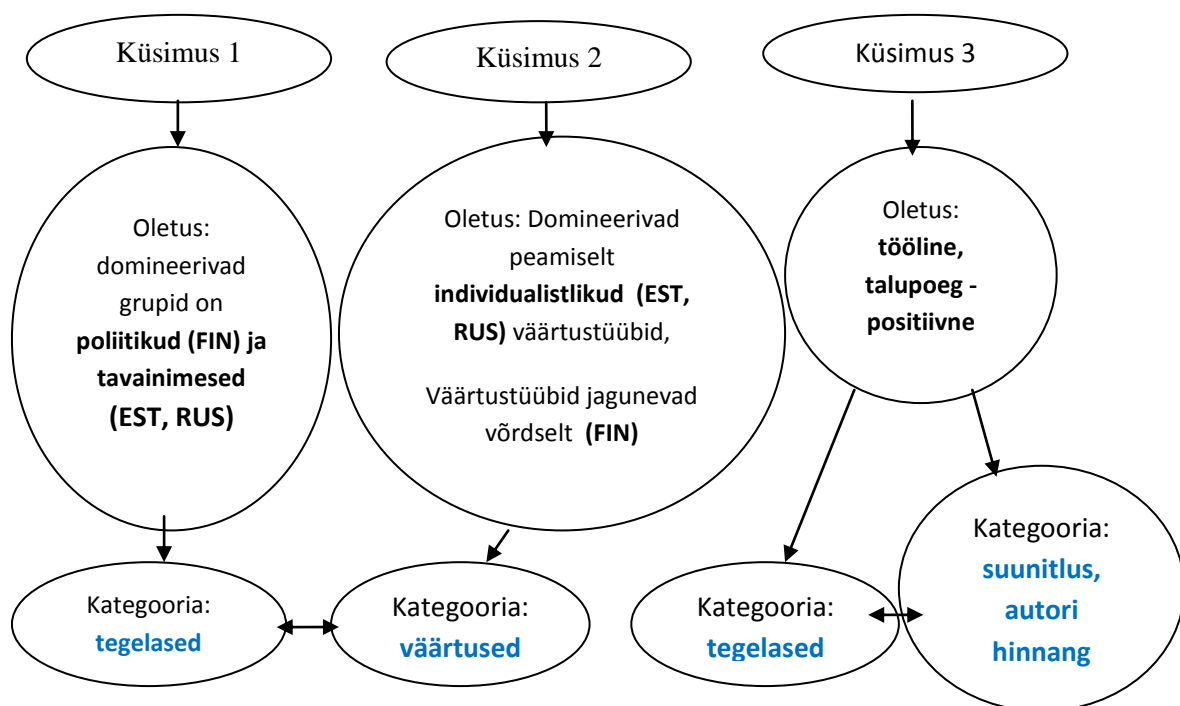 Küsimus 1
Küsimus 2
Küsimus 3
Oletus:
domineerivad
grupid on
poliitikud (FIN) ja
tavainimesed
(EST, RUS)
Oletus: Domineerivad
peamiselt
individualistlikud (EST,
RUS) väärtustüübid,
Väärtustüübid jagunevad
võrdselt (FIN)
Oletus:
tööline,
talupoeg -
positiivne
Kategooria:
tegelased
Kategooria:
väärtused
Kategooria:
tegelased
Kategooria:
suunitlus,
autori
hinnang